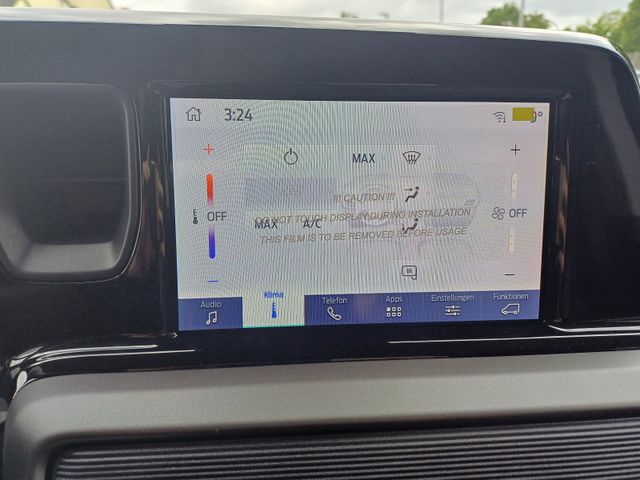 3:24
MAX
!!! CAUTION !!!
OFF
OFF
DO NOT TOUCH DISPLAY DURING INSTALLATION
MAX A/C
THIS FILM IS TO BE REMOVED BEFORE USAGE
Audio
Klima
Telefon
Apps
Einstellungen
Funktionen